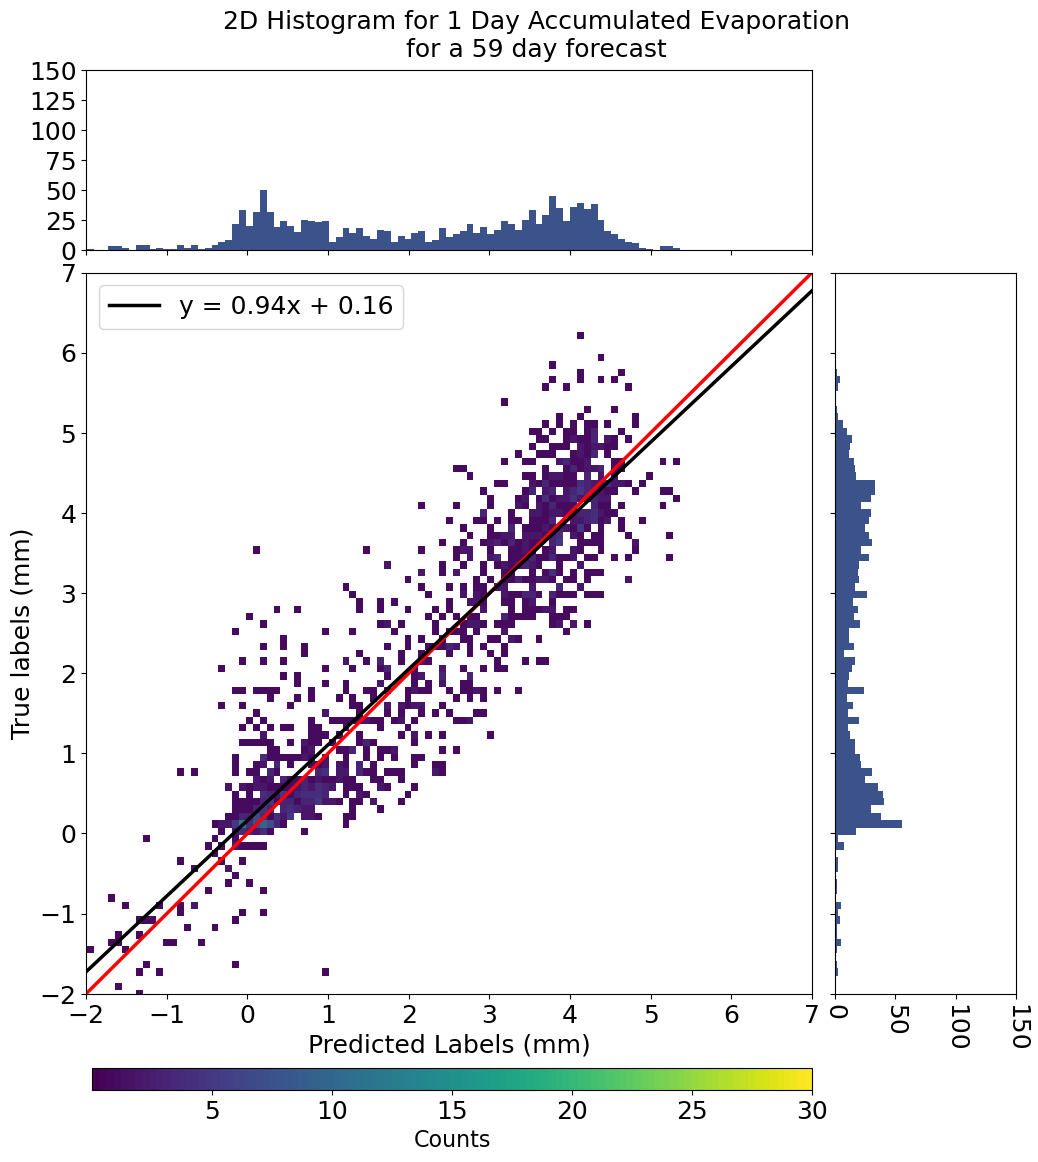 2D Histogram for 1 Day Accumulated Evaporation
for a 59 day forecast
150
125
100
75
50
25
0
7
6
5
4
3
2
1
0
−1
−2
True labels (mm)
y = 0.94x + 0.16
−2 −1 0 1 2 3 4 5 6 7
Predicted Labels (mm)
0 50 100 150
5 10 15 20 25 30
Counts